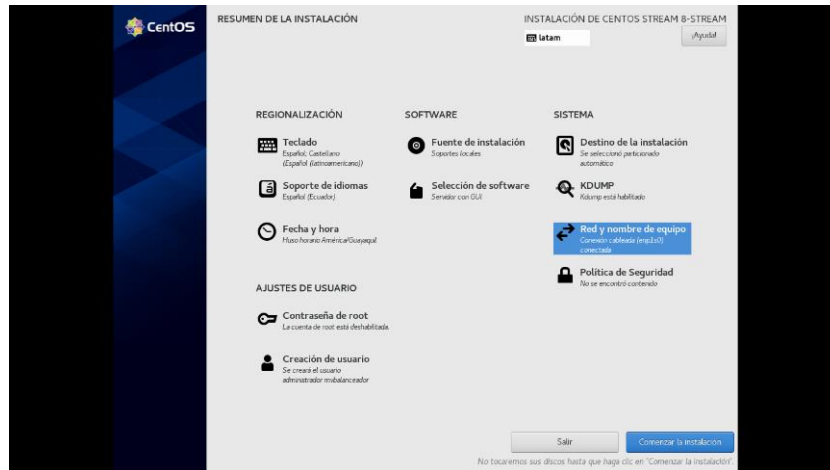 CentOS
RESUMEN DE LA INSTALACIÓN
INSTALACIÓN DE CENTOS STREAM 8-STREAM
latam
¡Ayuda!
REGIONALIZACIÓN
Teclado
Español; Castellano
(Español (latinoamericano))
Soporte de idiomas
Español (Ecuador)
Fecha y hora
Huso horario América/Guayaquil
AJUSTES DE USUARIO
Contraseña de root
La cuenta de root está deshabilitada.
Creación de usuario
Se creará el usuario
administrador msbalanceador
SOFTWARE
Fuente de instalación
Soportes locales
Selección de software
Servidor con GUI
SISTEMA
Destino de la instalación
Se seleccionó particionado
automático
KDUMP
Kdump está habilitado
Red y nombre de equipo
Conexión cableada (enp1s0)
conectada
Política de Seguridad
No se encontró contenido
Salir
Comenzar la instalación
No tocaremos sus discos hasta que haga clic en "Comenzar la instalación".